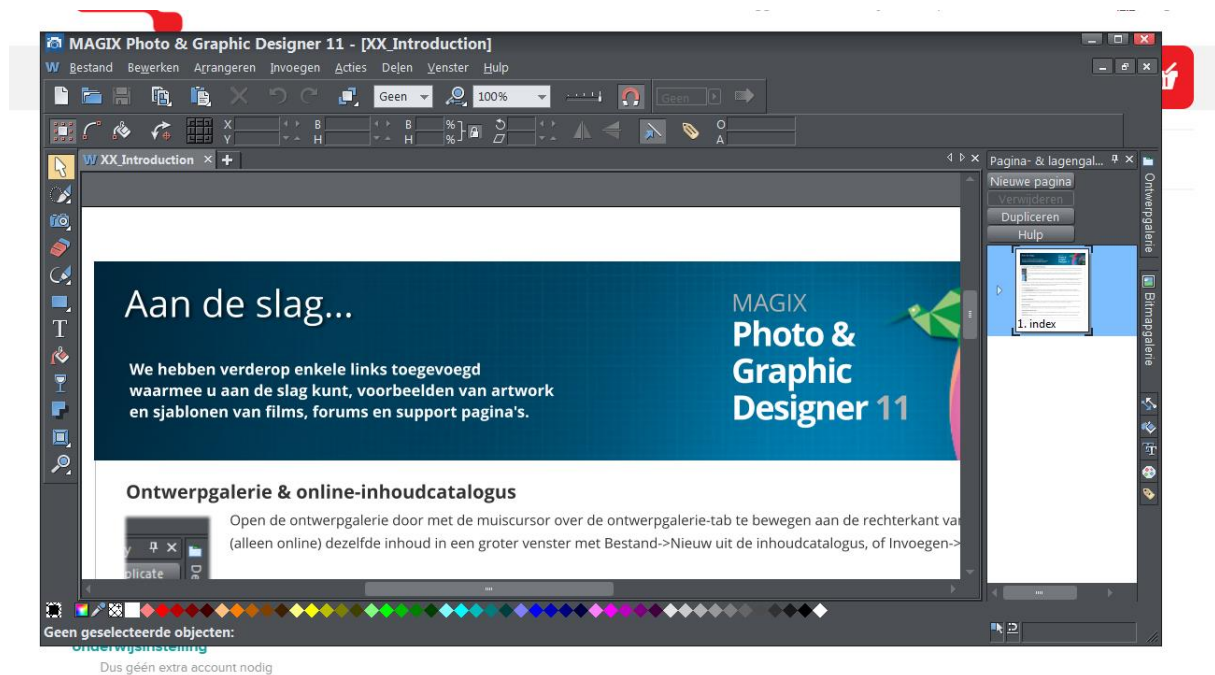 MAGIX Photo & Graphic Designer 11 - [XX_Introduction]
W Bestand Bewerken Arrangeren Invoegen Acties Delen Venster Hulp
Geen 100% Geen
X B B % O
Y H H % A
W XX_Introduction × +
Pagina- & lagengal...
Nieuwe pagina
Verwijderen
Dupliceren
Hulp
1. index
Ontwerpgalerie
Bitmapgalerie
T
Aan de slag...
We hebben verderop enkele links toegevoegd
waarmee u aan de slag kunt, voorbeelden van artwork
en sjablonen van films, forums en support pagina's.
MAGIX
Photo &
Graphic
Designer 11
Ontwerpgalerie & online-inhoudcatalogus
Open de ontwerpgalerie door met de muiscursor over de ontwerpgalerie-tab te bewegen aan de rechterkant
(alleen online) dezelfde inhoud in een groter venster met Bestand->Nieuw uit de inhoudcatalogus, of Invoegen->
plicate
De
Geen geselecteerde objecten:
onderwijsinstelling
Dus géén extra account nodig